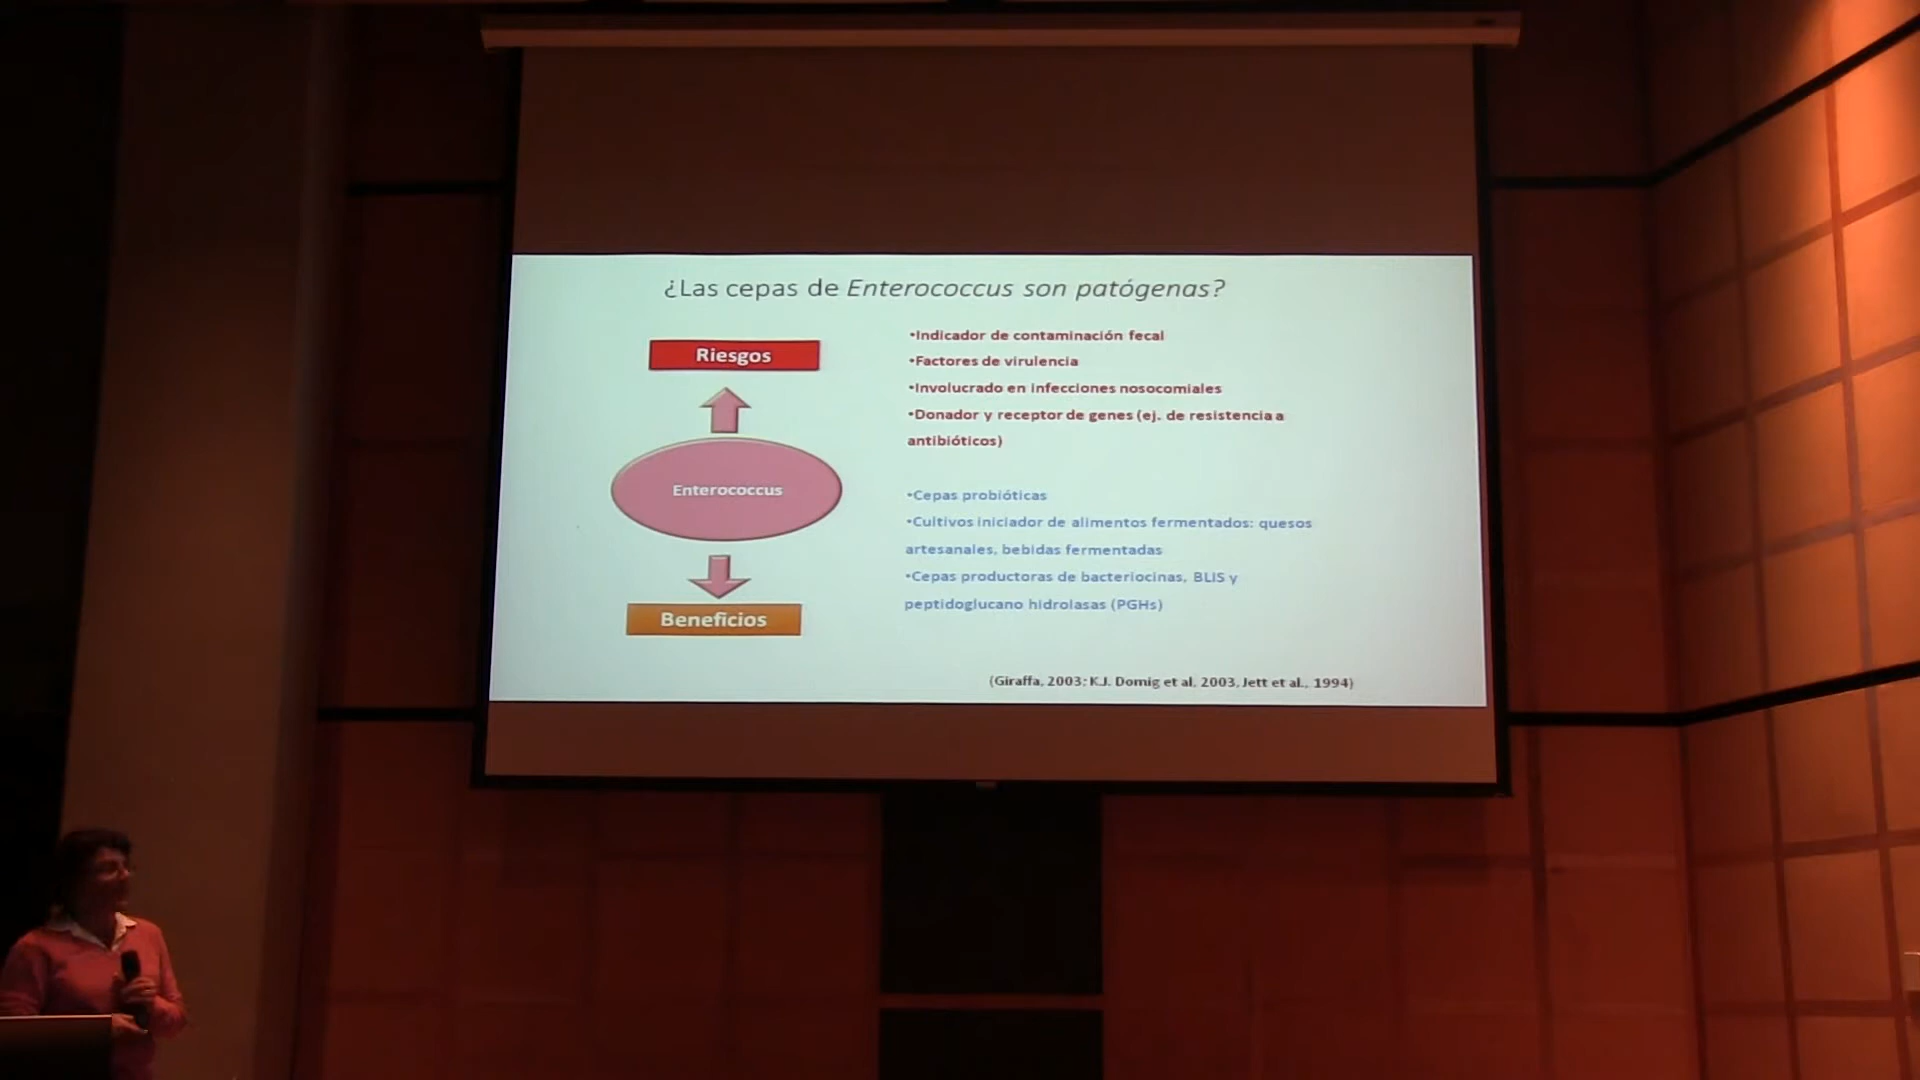 ¿Las cepas de Enterococcus son patógenas?
Riesgos
Enterococcus
Beneficios
•Indicador de contaminación fecal
•Factores de virulencia
•Involucrado en infecciones nosocomiales
•Donador y receptor de genes (ej. de resistencia a
antibióticos)
•Cepas probióticas
•Cultivos iniciador de alimentos fermentados: quesos
artesanales, bebidas fermentadas
•Cepas productoras de bacteriocinas, BLIS y
peptidoglucano hidrolasas (PGHs)
(Giraffa, 2003; K.J. Domig et al, 2003, Jett et al., 1994)